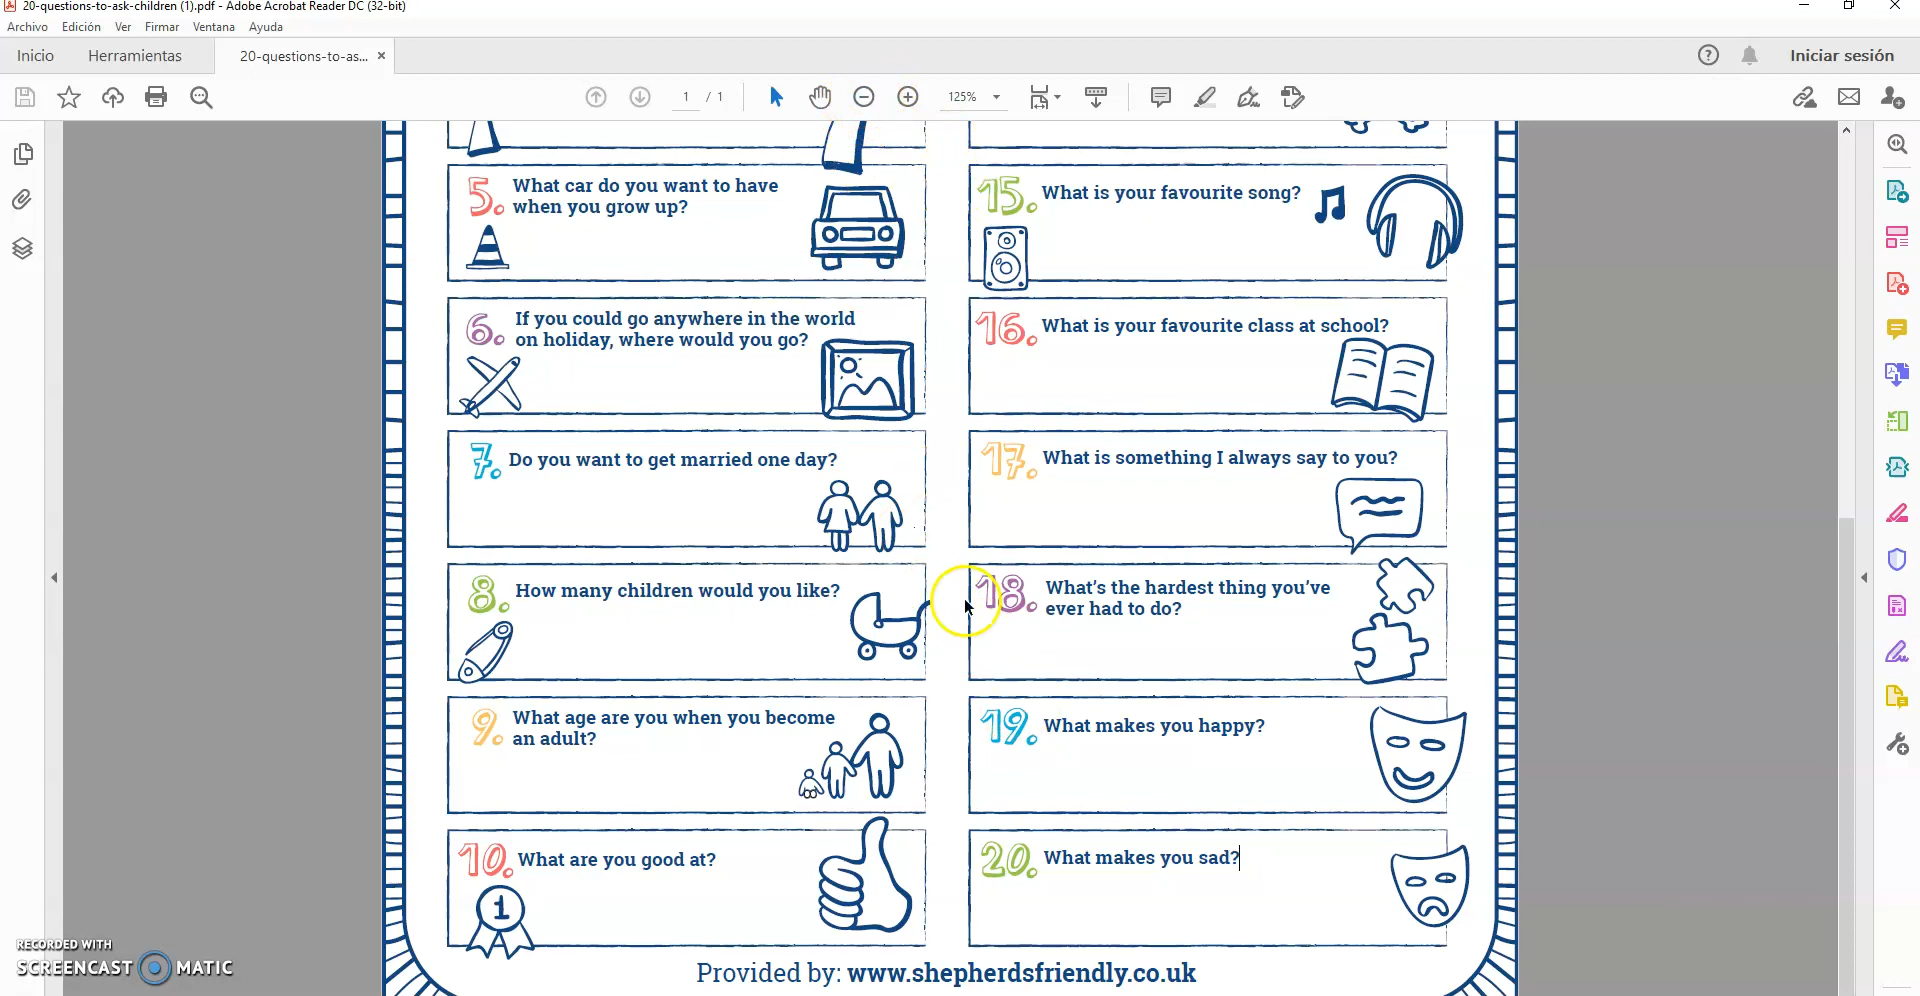 20-questions-to-ask-children (1).pdf - Adobe Acrobat Reader DC (32-bit)
Archivo Edición Ver Firmar Ventana Ayuda
Inicio Herramientas 20-questions-to-as... × Iniciar sesión
1 / 1 125%
5. What car do you want to have
when you grow up?
6. If you could go anywhere in the world
on holiday, where would you go?
7. Do you want to get married one day?
8. How many children would you like?
9. What age are you when you become
an adult?
10. What are you good at?
1
15. What is your favourite song?
16. What is your favourite class at school?
17. What is something I always say to you?
18. What's the hardest thing you've
ever had to do?
19. What makes you happy?
20. What makes you sad?
Provided by: www.shepherdsfriendly.co.uk
RECORDED WITH
SCREENCAST MATIC